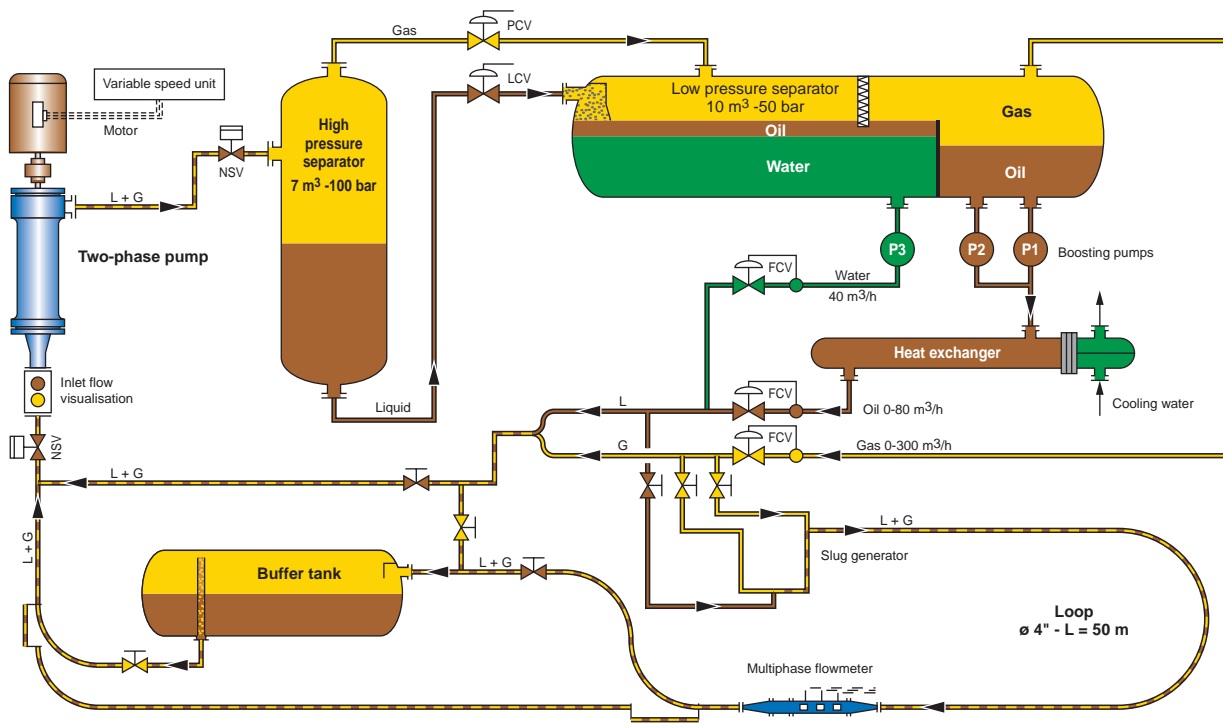 Gas
PCV
Variable speed unit
Motor
LCV
Low pressure separator
10 m³ -50 bar
Gas
High
pressure
separator
7 m³ -100 bar
Oil
Water
Oil
NSV
L + G
Two-phase pump
P3
P2
P1
Boosting pumps
FCV
Water
40 m³/h
Heat exchanger
Inlet flow
visualisation
Liquid
L
FCV
Oil 0-80 m³/h
Cooling water
NSV
G
FCV
Gas 0-300 m³/h
L + G
L + G
L + G
Slug generator
L + G
Buffer tank
Loop
ø 4" - L = 50 m
Multiphase flowmeter